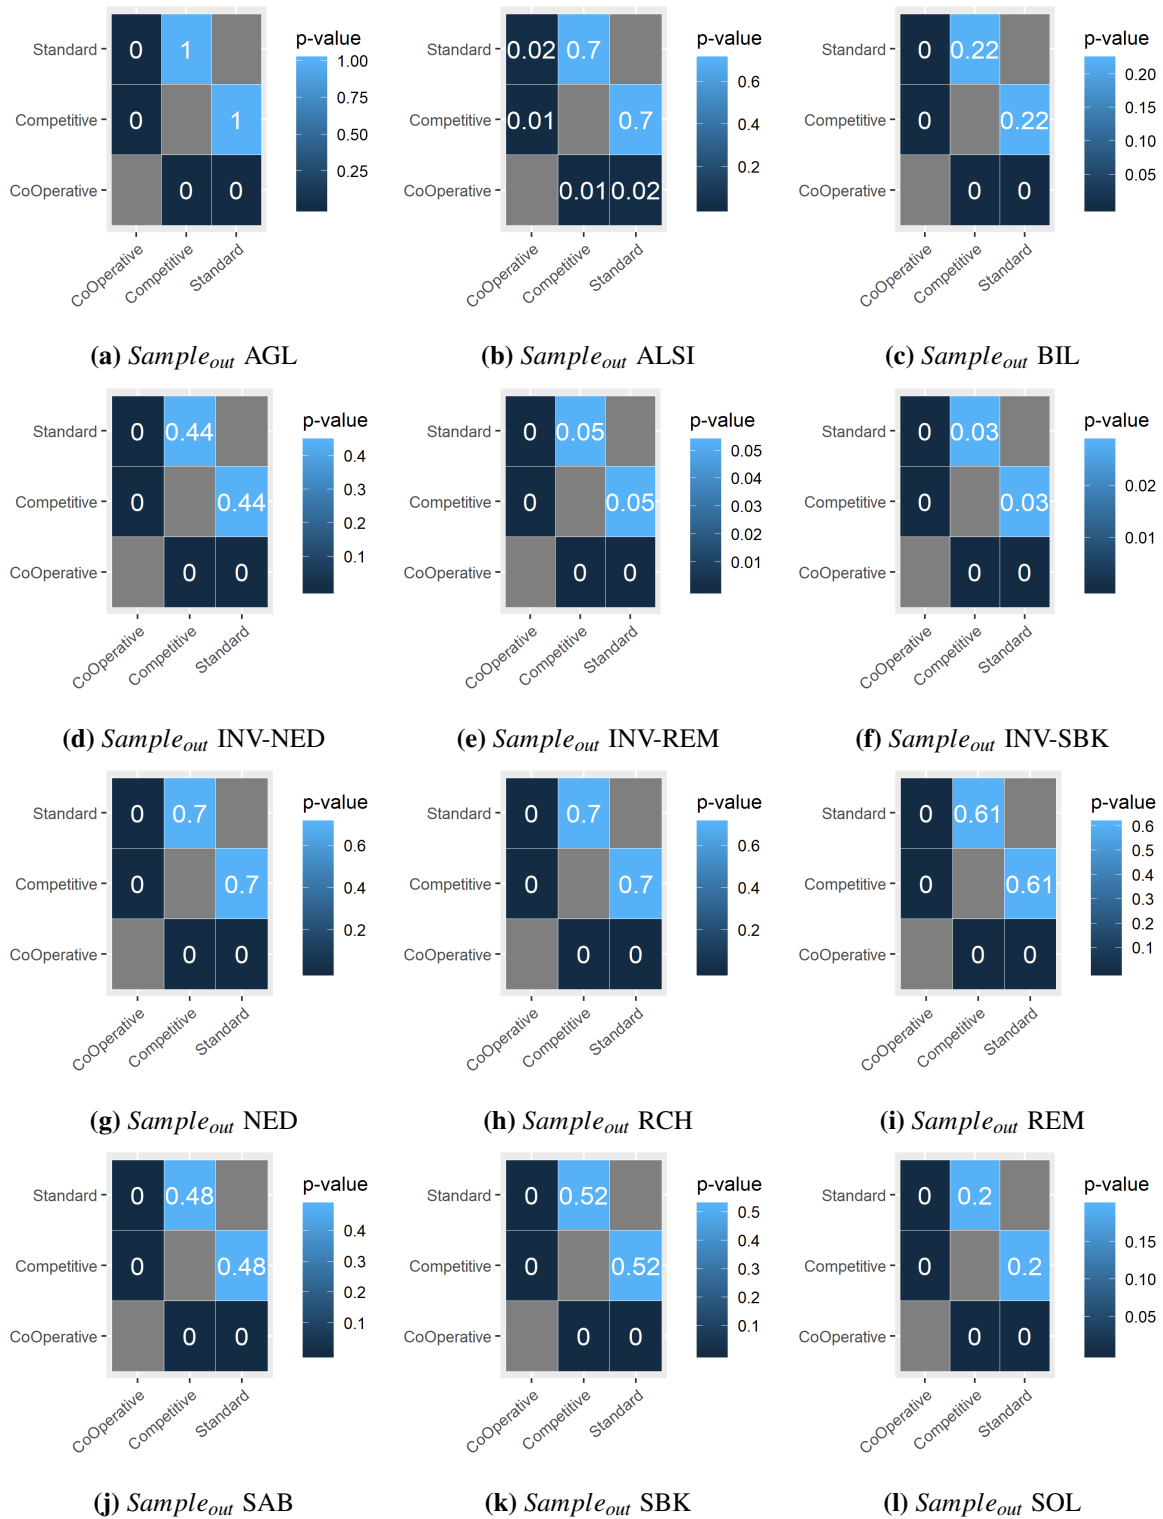 p-value
Standard 0 1 1.00
0.75
Competitive 0 1 0.50
0.25
CoOperative 0 0
CoOperative Competitive Standard
(a) Sample_out AGL
p-value
Standard 0.02 0.7 0.6
Competitive 0.01 0.7 0.4
0.2
CoOperative 0.01 0.02
CoOperative Competitive Standard
(b) Sample_out ALSI
p-value
Standard 0 0.22 0.20
0.15
Competitive 0 0.22 0.10
0.05
CoOperative 0 0
CoOperative Competitive Standard
(c) Sample_out BIL
p-value
Standard 0 0.44 0.4
0.3
Competitive 0 0.44 0.2
0.1
CoOperative 0 0
CoOperative Competitive Standard
(d) Sample_out INV-NED
p-value
Standard 0 0.05 0.05
0.04
Competitive 0 0.05 0.03
0.02
0.01
CoOperative 0 0
CoOperative Competitive Standard
(e) Sample_out INV-REM
p-value
Standard 0 0.03
0.02
Competitive 0 0.03
0.01
CoOperative 0 0
CoOperative Competitive Standard
(f) Sample_out INV-SBK
p-value
Standard 0 0.7 0.6
Competitive 0 0.7 0.4
0.2
CoOperative 0 0
CoOperative Competitive Standard
(g) Sample_out NED
p-value
Standard 0 0.7 0.6
Competitive 0 0.7 0.4
0.2
CoOperative 0 0
CoOperative Competitive Standard
(h) Sample_out RCH
p-value
Standard 0 0.61 0.6
0.5
0.4
Competitive 0 0.61 0.3
0.2
0.1
CoOperative 0 0
CoOperative Competitive Standard
(i) Sample_out REM
p-value
Standard 0 0.48 0.4
0.3
Competitive 0 0.48 0.2
0.1
CoOperative 0 0
CoOperative Competitive Standard
(j) Sample_out SAB
p-value
Standard 0 0.52 0.5
0.4
0.3
Competitive 0 0.52 0.2
0.1
CoOperative 0 0
CoOperative Competitive Standard
(k) Sample_out SBK
p-value
Standard 0 0.2 0.15
Competitive 0 0.2 0.10
0.05
CoOperative 0 0
CoOperative Competitive Standard
(l) Sample_out SOL